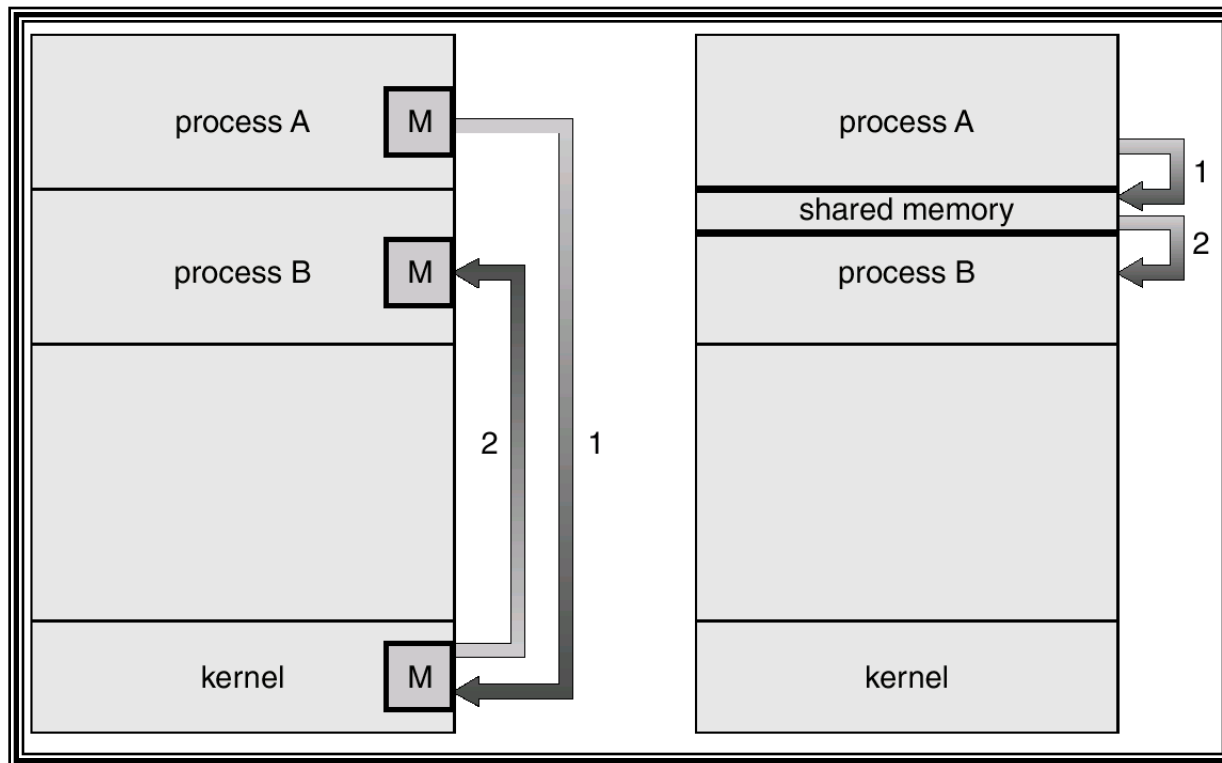 process A
M
process B
M
2
1
kernel
M
process A
1
shared memory
2
process B
kernel